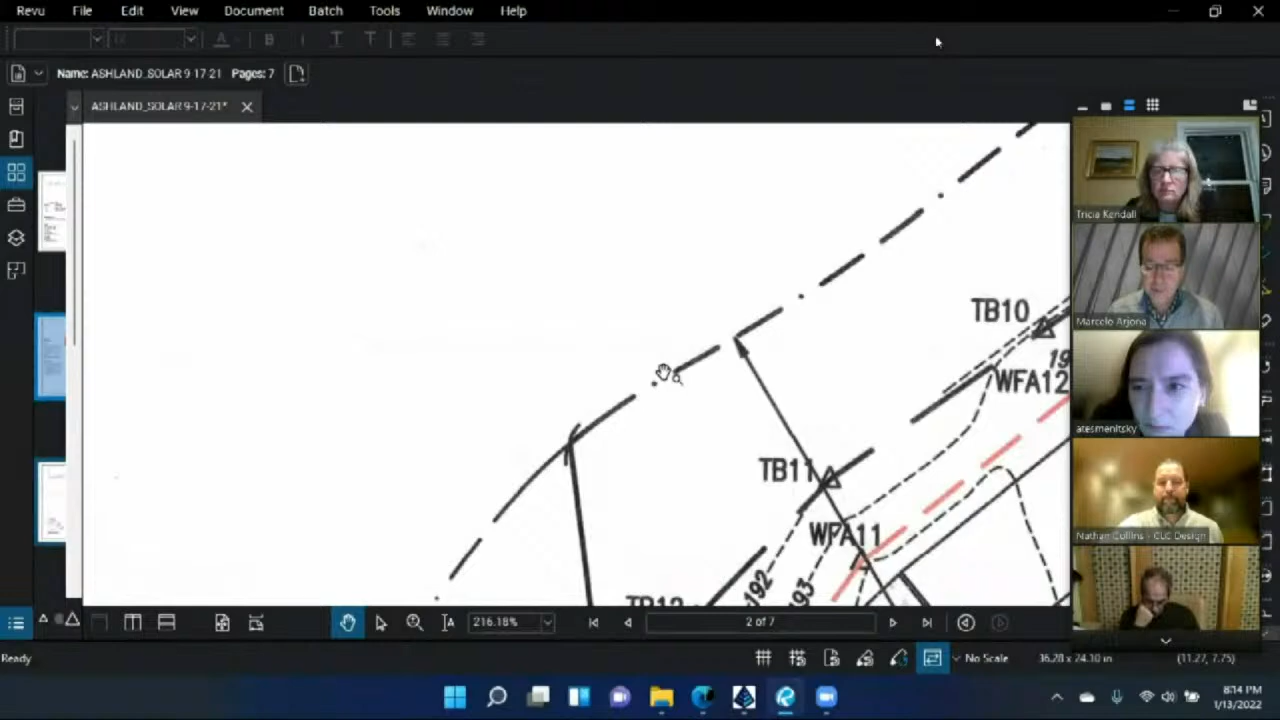 Revu File Edit View Document Batch Tools Window Help
Name: ASHLAND_SOLAR 9-17-21 Pages: 7
ASHLAND_SOLAR 9-17-21*
Tricia Kendall
TB10
Marcelo Arjona
WFA12
atesmenitsky
TB11
WFA11
Nathan Collins - CLC Design
192
193
TB12
216.18%
2 of 7
Ready
No Scale
36.28 x 24.10 in
(11.27, 7.75)
8:14 PM
1/13/2022